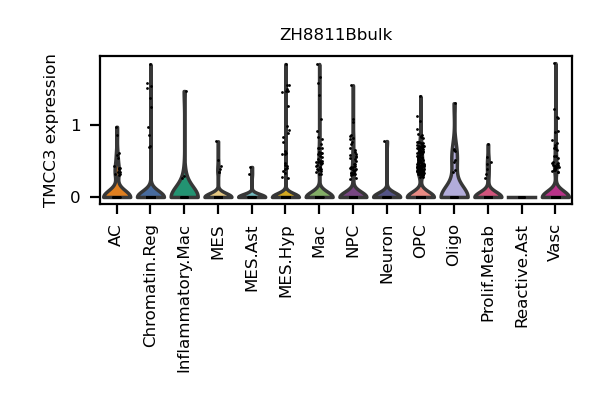 ZH8811Bbulk
TMCC3 expression
1
0
AC
Chromatin.Reg
Inflammatory.Mac
MES
MES.Ast
MES.Hyp
Mac
NPC
Neuron
OPC
Oligo
Prolif.Metab
Reactive.Ast
Vasc